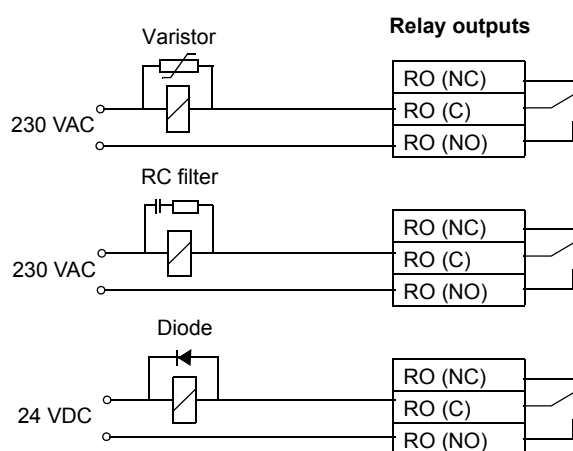 Relay outputs
Varistor
RO (NC)
230 VAC
RO (C)
RO (NO)
RC filter
RO (NC)
230 VAC
RO (C)
RO (NO)
Diode
RO (NC)
24 VDC
RO (C)
RO (NO)